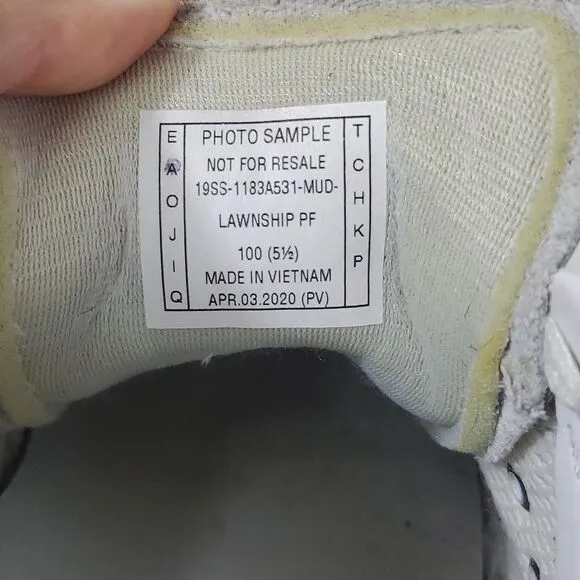 E
A
O
J
I
Q
PHOTO SAMPLE
NOT FOR RESALE
19SS-1183A531-MUD-
LAWNSHIP PF
100 (5½)
MADE IN VIETNAM
APR.03.2020 (PV)
T
C
H
K
P